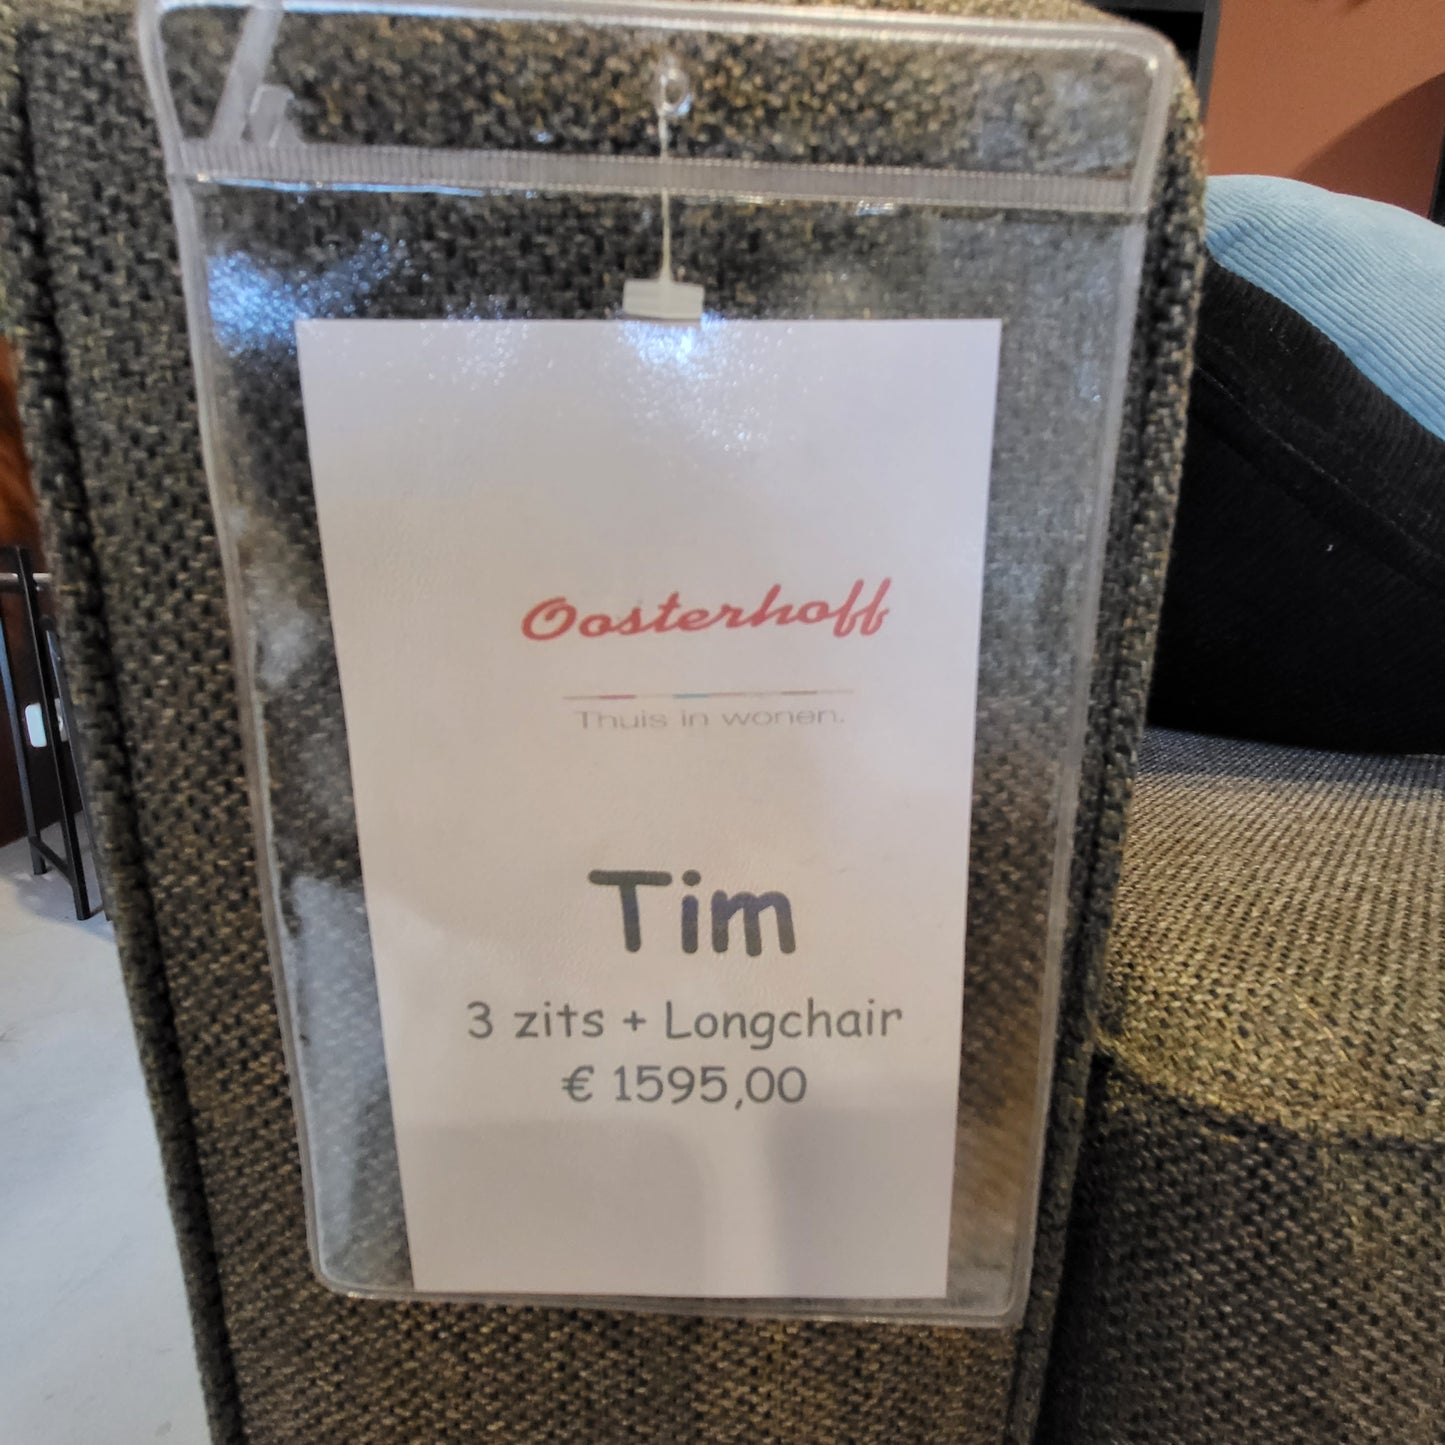 Oosterhoff
Thuis in wonen.
Tim
3 zits + Longchair
€ 1595,00